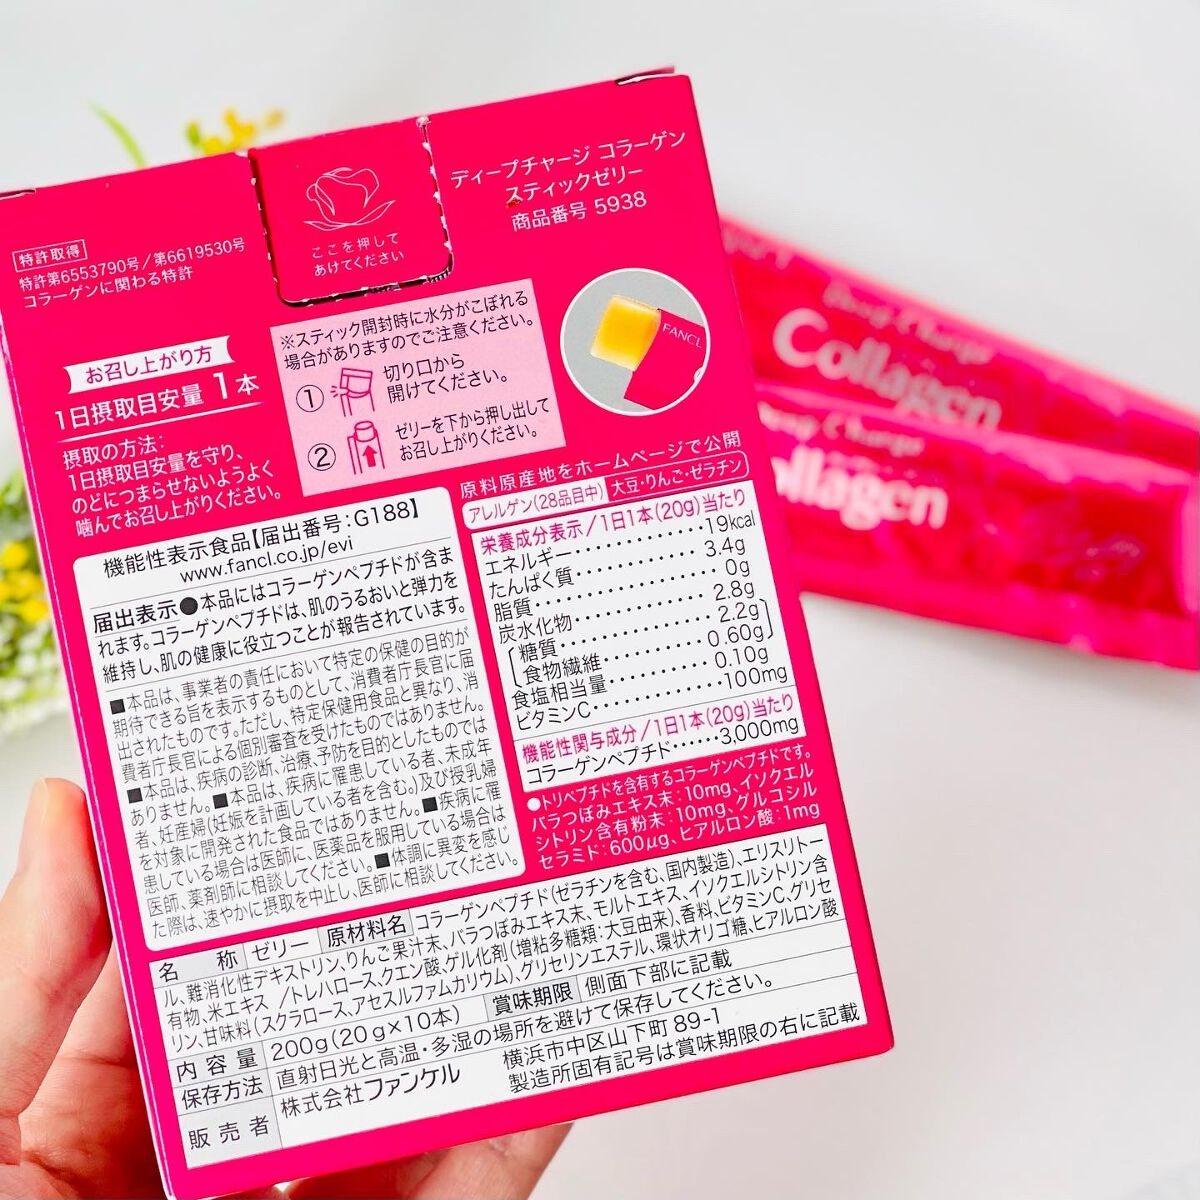 ディープチャージ コラーゲン
スティックゼリー
商品番号 5938
ここを押して
あけてください
特許取得
特許第6553790号／第6619530号
コラーゲンに関わる特許
お召し上がり方
1日摂取目安量 1本
摂取の方法：
1日摂取目安量を守り、
のどにつまらせないようよく
噛んでお召し上がりください。
※スティック開封時に水分がこぼれる
場合がありますのでご注意ください。
① 切り口から
開けてください。
② ゼリーを下から押し出して
お召し上がりください。
FANCL
機能性表示食品【届出番号：G188】
www.fancl.co.jp/evi
届出表示●本品にはコラーゲンペプチドが含ま
れます。コラーゲンペプチドは、肌のうるおいと弾力を
維持し、肌の健康に役立つことが報告されています。
■本品は、事業者の責任において特定の保健の目的が
期待できる旨を表示するものとして、消費者庁長官に届
出されたものです。ただし、特定保健用食品と異なり、消
費者庁長官による個別審査を受けたものではありません。
■本品は、疾病の診断、治療、予防を目的としたものでは
ありません。■本品は、疾病に罹患している者、未成年
者、妊産婦(妊娠を計画している者を含む。)及び授乳婦
を対象に開発された食品ではありません。■疾病に罹
患している場合は医師に、医薬品を服用している場合は
医師、薬剤師に相談してください。■体調に異変を感じ
た際は、速やかに摂取を中止し、医師に相談してください。
原料原産地をホームページで公開
アレルゲン(28品目中) 大豆・りんご・ゼラチン
栄養成分表示／1日1本(20g)当たり
エネルギー…………19kcal
たんぱく質…………3.4g
脂質…………0g
炭水化物…………2.8g
糖質…………2.2g
食物繊維…………0.60g
食塩相当量…………0.10g
ビタミンC…………100mg
機能性関与成分／1日1本(20g)当たり
コラーゲンペプチド……3,000mg
●トリペプチドを含有するコラーゲンペプチドです。
バラつぼみエキス末：10mg、イソクエル
シトリン含有粉末：10mg、グルコシル
セラミド：600μg、ヒアルロン酸：1mg
名称 ゼリー 原材料名 コラーゲンペプチド(ゼラチンを含む、国内製造)、エリスリトー
ル、難消化性デキストリン、りんご果汁末、バラつぼみエキス末、モルトエキス、イソクエルシトリン含
有物、米エキス／トレハロース、クエン酸、ゲル化剤(増粘多糖類：大豆由来)、香料、ビタミンC、グリセ
リン、甘味料(スクラロース、アセスルファムカリウム)、グリセリンエステル、環状オリゴ糖、ヒアルロン酸
内容量 200g(20g×10本) 賞味期限 側面下部に記載
保存方法 直射日光と高温・多湿の場所を避けて保存してください。
販売者 株式会社ファンケル 横浜市中区山下町 89-1
製造所固有記号は賞味期限の右に記載
Deep Charge
Collagen
Deep Charge
ollagen